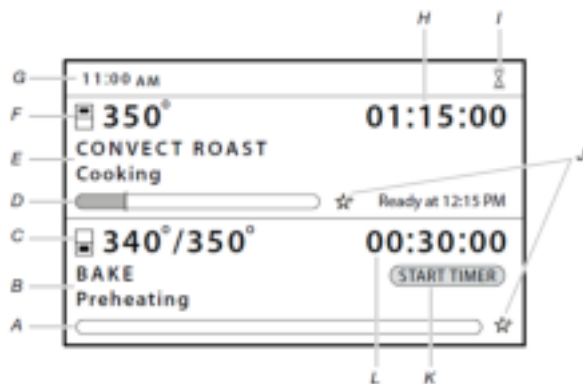 H I
G 11:00 AM
F 350° 01:15:00
J
E CONVECT ROAST
Cooking
D Ready at 12:15 PM
C 340°/350° 00:30:00
B BAKE START TIMER
Preheating
A
L K